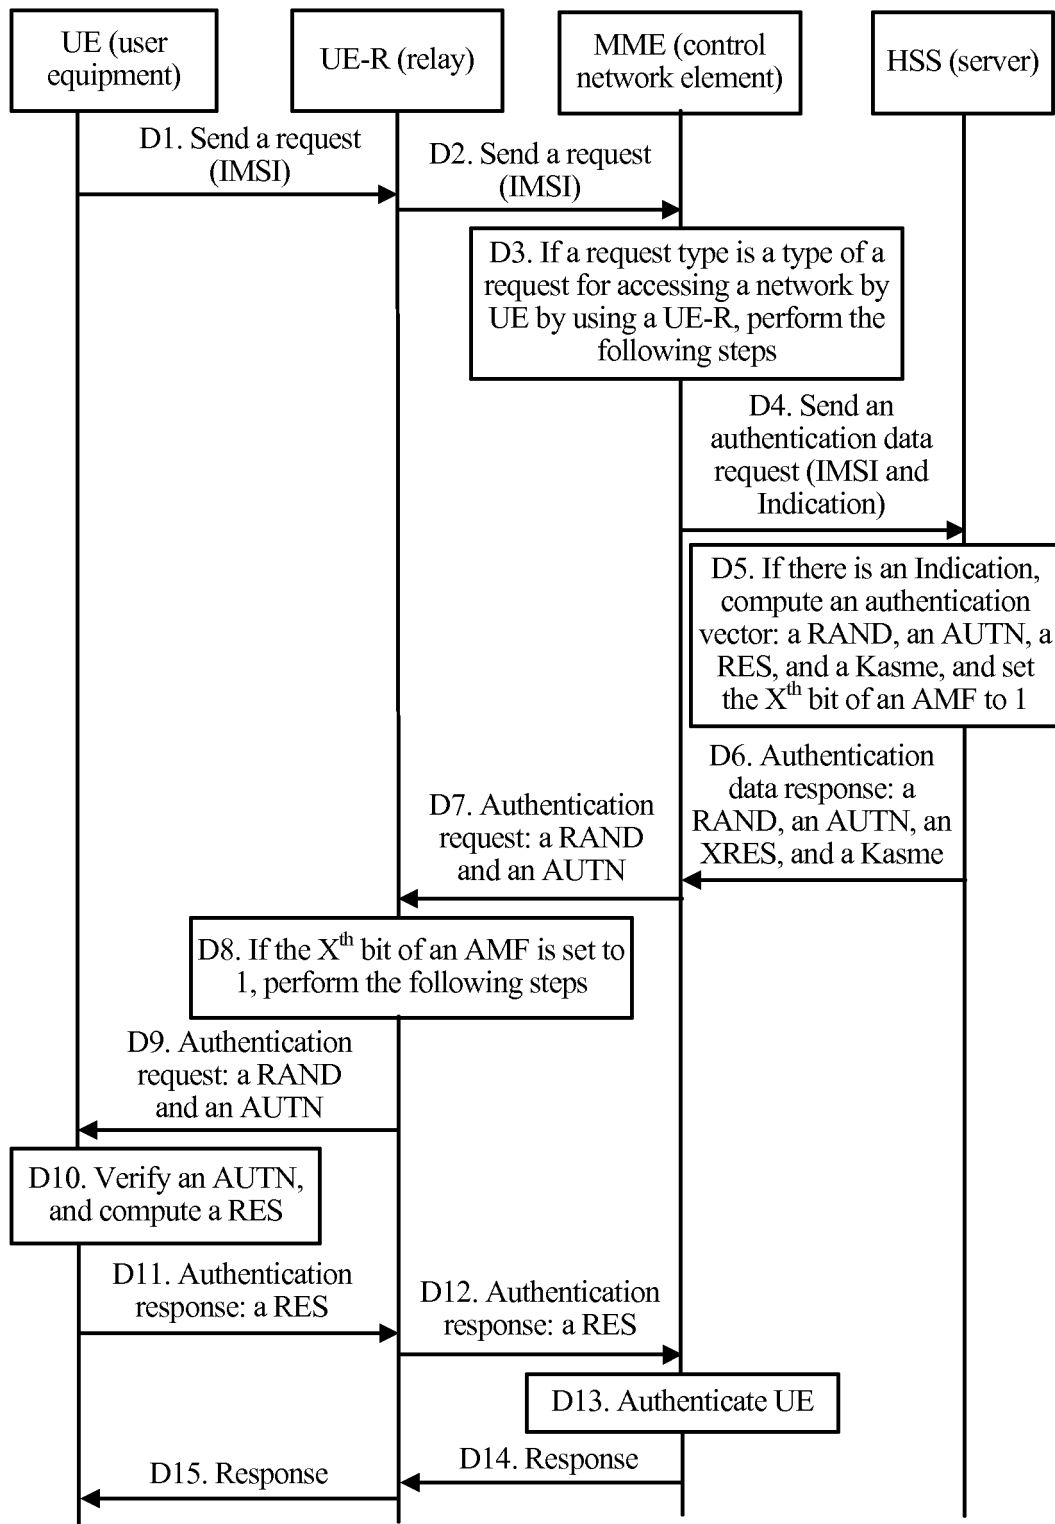 UE (user
equipment)
UE-R (relay)
MME (control
network element)
HSS (server)
D1. Send a request
(IMSI)
D2. Send a request
(IMSI)
D3. If a request type is a type of a
request for accessing a network by
UE by using a UE-R, perform the
following steps
D4. Send an
authentication data
request (IMSI and
Indication)
D5. If there is an Indication,
compute an authentication
vector: a RAND, an AUTN, a
RES, and a Kasme, and set
the Xth bit of an AMF to 1
D6. Authentication
data response: a
RAND, an AUTN, an
XRES, and a Kasme
D7. Authentication
request: a RAND
and an AUTN
D8. If the Xth bit of an AMF is set to
1, perform the following steps
D9. Authentication
request: a RAND
and an AUTN
D10. Verify an AUTN,
and compute a RES
D11. Authentication
response: a RES
D12. Authentication
response: a RES
D13. Authenticate UE
D14. Response
D15. Response